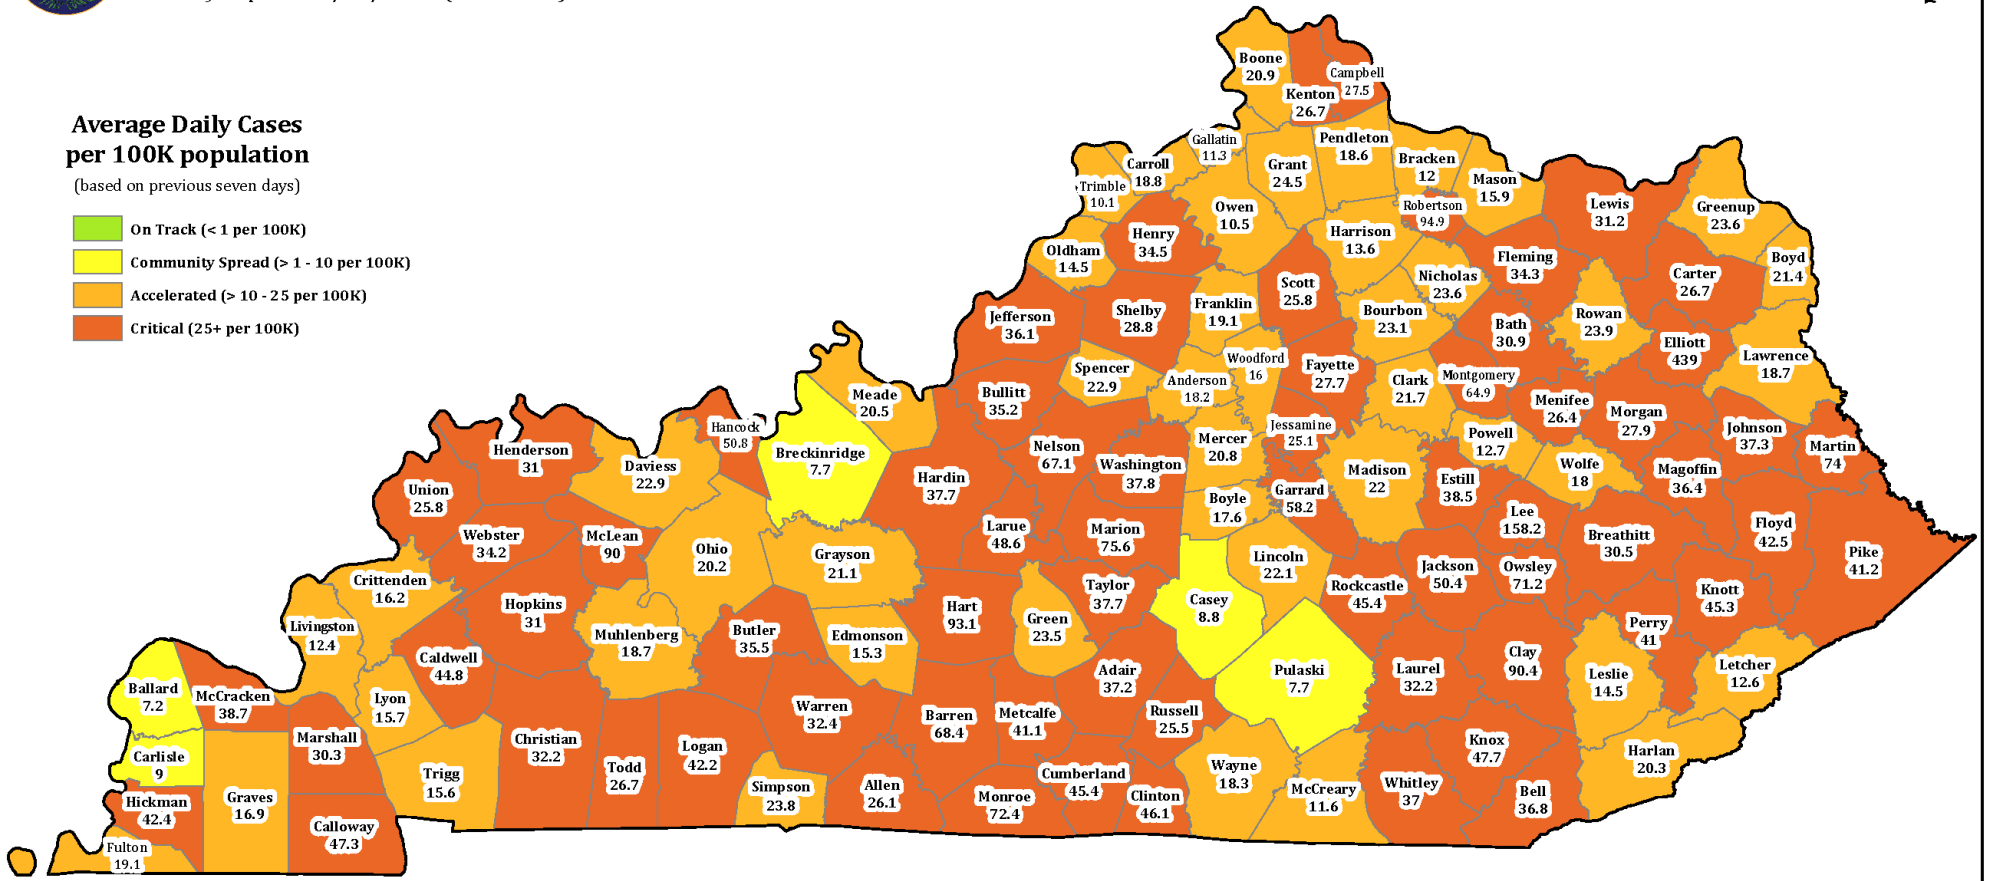 Average Daily Cases
per 100K population
(based on previous seven days)
On Track (< 1 per 100K)
Community Spread (> 1 - 10 per 100K)
Accelerated (> 10 - 25 per 100K)
Critical (25+ per 100K)
Boone
20.9
Campbell
27.5
Kenton
26.7
Gallatin
11.3
Pendleton
18.6
Carroll
18.8
Grant
24.5
Bracken
12
Mason
15.9
Trimble
10.1
Owen
10.5
Robertson
94.9
Lewis
31.2
Greenup
23.6
Henry
34.5
Harrison
13.6
Oldham
14.5
Fleming
34.3
Boyd
21.4
Nicholas
23.6
Carter
26.7
Scott
25.8
Franklin
19.1
Shelby
28.8
Jefferson
36.1
Bourbon
23.1
Bath
30.9
Rowan
23.9
Elliott
439
Lawrence
18.7
Woodford
16
Spencer
22.9
Anderson
18.2
Fayette
27.7
Clark
21.7
Montgomery
64.9
Menifee
26.4
Morgan
27.9
Meade
20.5
Bullitt
35.2
Hancock
50.8
Jessamine
25.1
Powell
12.7
Johnson
37.3
Martin
74
Henderson
31
Breckinridge
7.7
Nelson
67.1
Mercer
20.8
Daviess
22.9
Washington
37.8
Madison
22
Wolfe
18
Magoffin
36.4
Hardin
37.7
Union
25.8
Garrard
58.2
Estill
38.5
Boyle
17.6
Lee
158.2
Floyd
42.5
Larue
48.6
Marion
75.6
Webster
34.2
McLean
90
Breathitt
30.5
Ohio
20.2
Grayson
21.1
Lincoln
22.1
Pike
41.2
Jackson
50.4
Owsley
71.2
Crittenden
16.2
Taylor
37.7
Rockcastle
45.4
Knott
45.3
Hopkins
31
Hart
93.1
Casey
8.8
Green
23.5
Livingston
12.4
Muhlenberg
18.7
Butler
35.5
Edmonson
15.3
Perry
41
Caldwell
44.8
Clay
90.4
Adair
37.2
Pulaski
7.7
Laurel
32.2
Leslie
14.5
Letcher
12.6
Ballard
7.2
McCracken
38.7
Lyon
15.7
Warren
32.4
Barren
68.4
Metcalfe
41.1
Russell
25.5
Marshall
30.3
Christian
32.2
Logan
42.2
Knox
47.7
Harlan
20.3
Carlisle
9
Trigg
15.6
Todd
26.7
Simpson
23.8
Allen
26.1
Cumberland
45.4
Wayne
18.3
Whitley
37
McCreary
11.6
Bell
36.8
Hickman
42.4
Graves
16.9
Monroe
72.4
Clinton
46.1
Calloway
47.3
Fulton
19.1